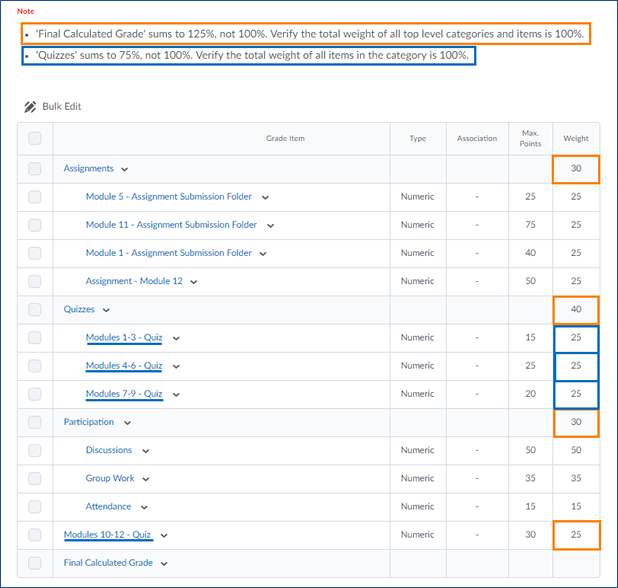 Note
• 'Final Calculated Grade' sums to 125%, not 100%. Verify the total weight of all top level categories and items is 100%.
• 'Quizzes' sums to 75%, not 100%. Verify the total weight of all items in the category is 100%.
Bulk Edit
Grade Item Type Association Max. Points Weight
Assignments 30
Module 5 - Assignment Submission Folder Numeric - 25 25
Module 11 - Assignment Submission Folder Numeric - 75 25
Module 1 - Assignment Submission Folder Numeric - 40 25
Assignment - Module 12 Numeric - 50 25
Quizzes 40
Modules 1-3 - Quiz Numeric - 15 25
Modules 4-6 - Quiz Numeric - 25 25
Modules 7-9 - Quiz Numeric - 20 25
Participation 30
Discussions Numeric - 50 50
Group Work Numeric - 35 35
Attendance Numeric - 15 15
Modules 10-12 - Quiz Numeric - 30 25
Final Calculated Grade